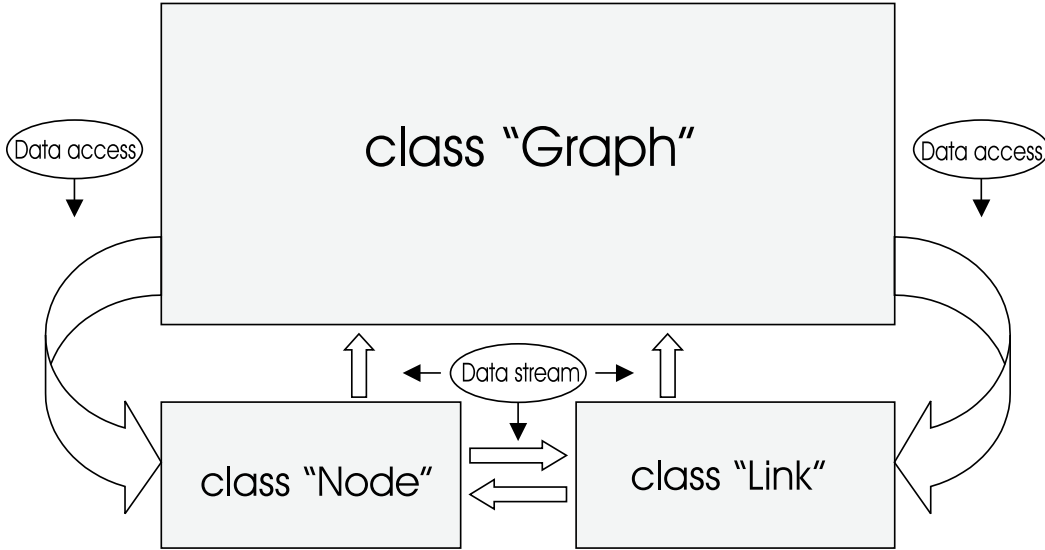 class “Graph”
Data access
Data access
Data stream
class “Node”
class “Link”